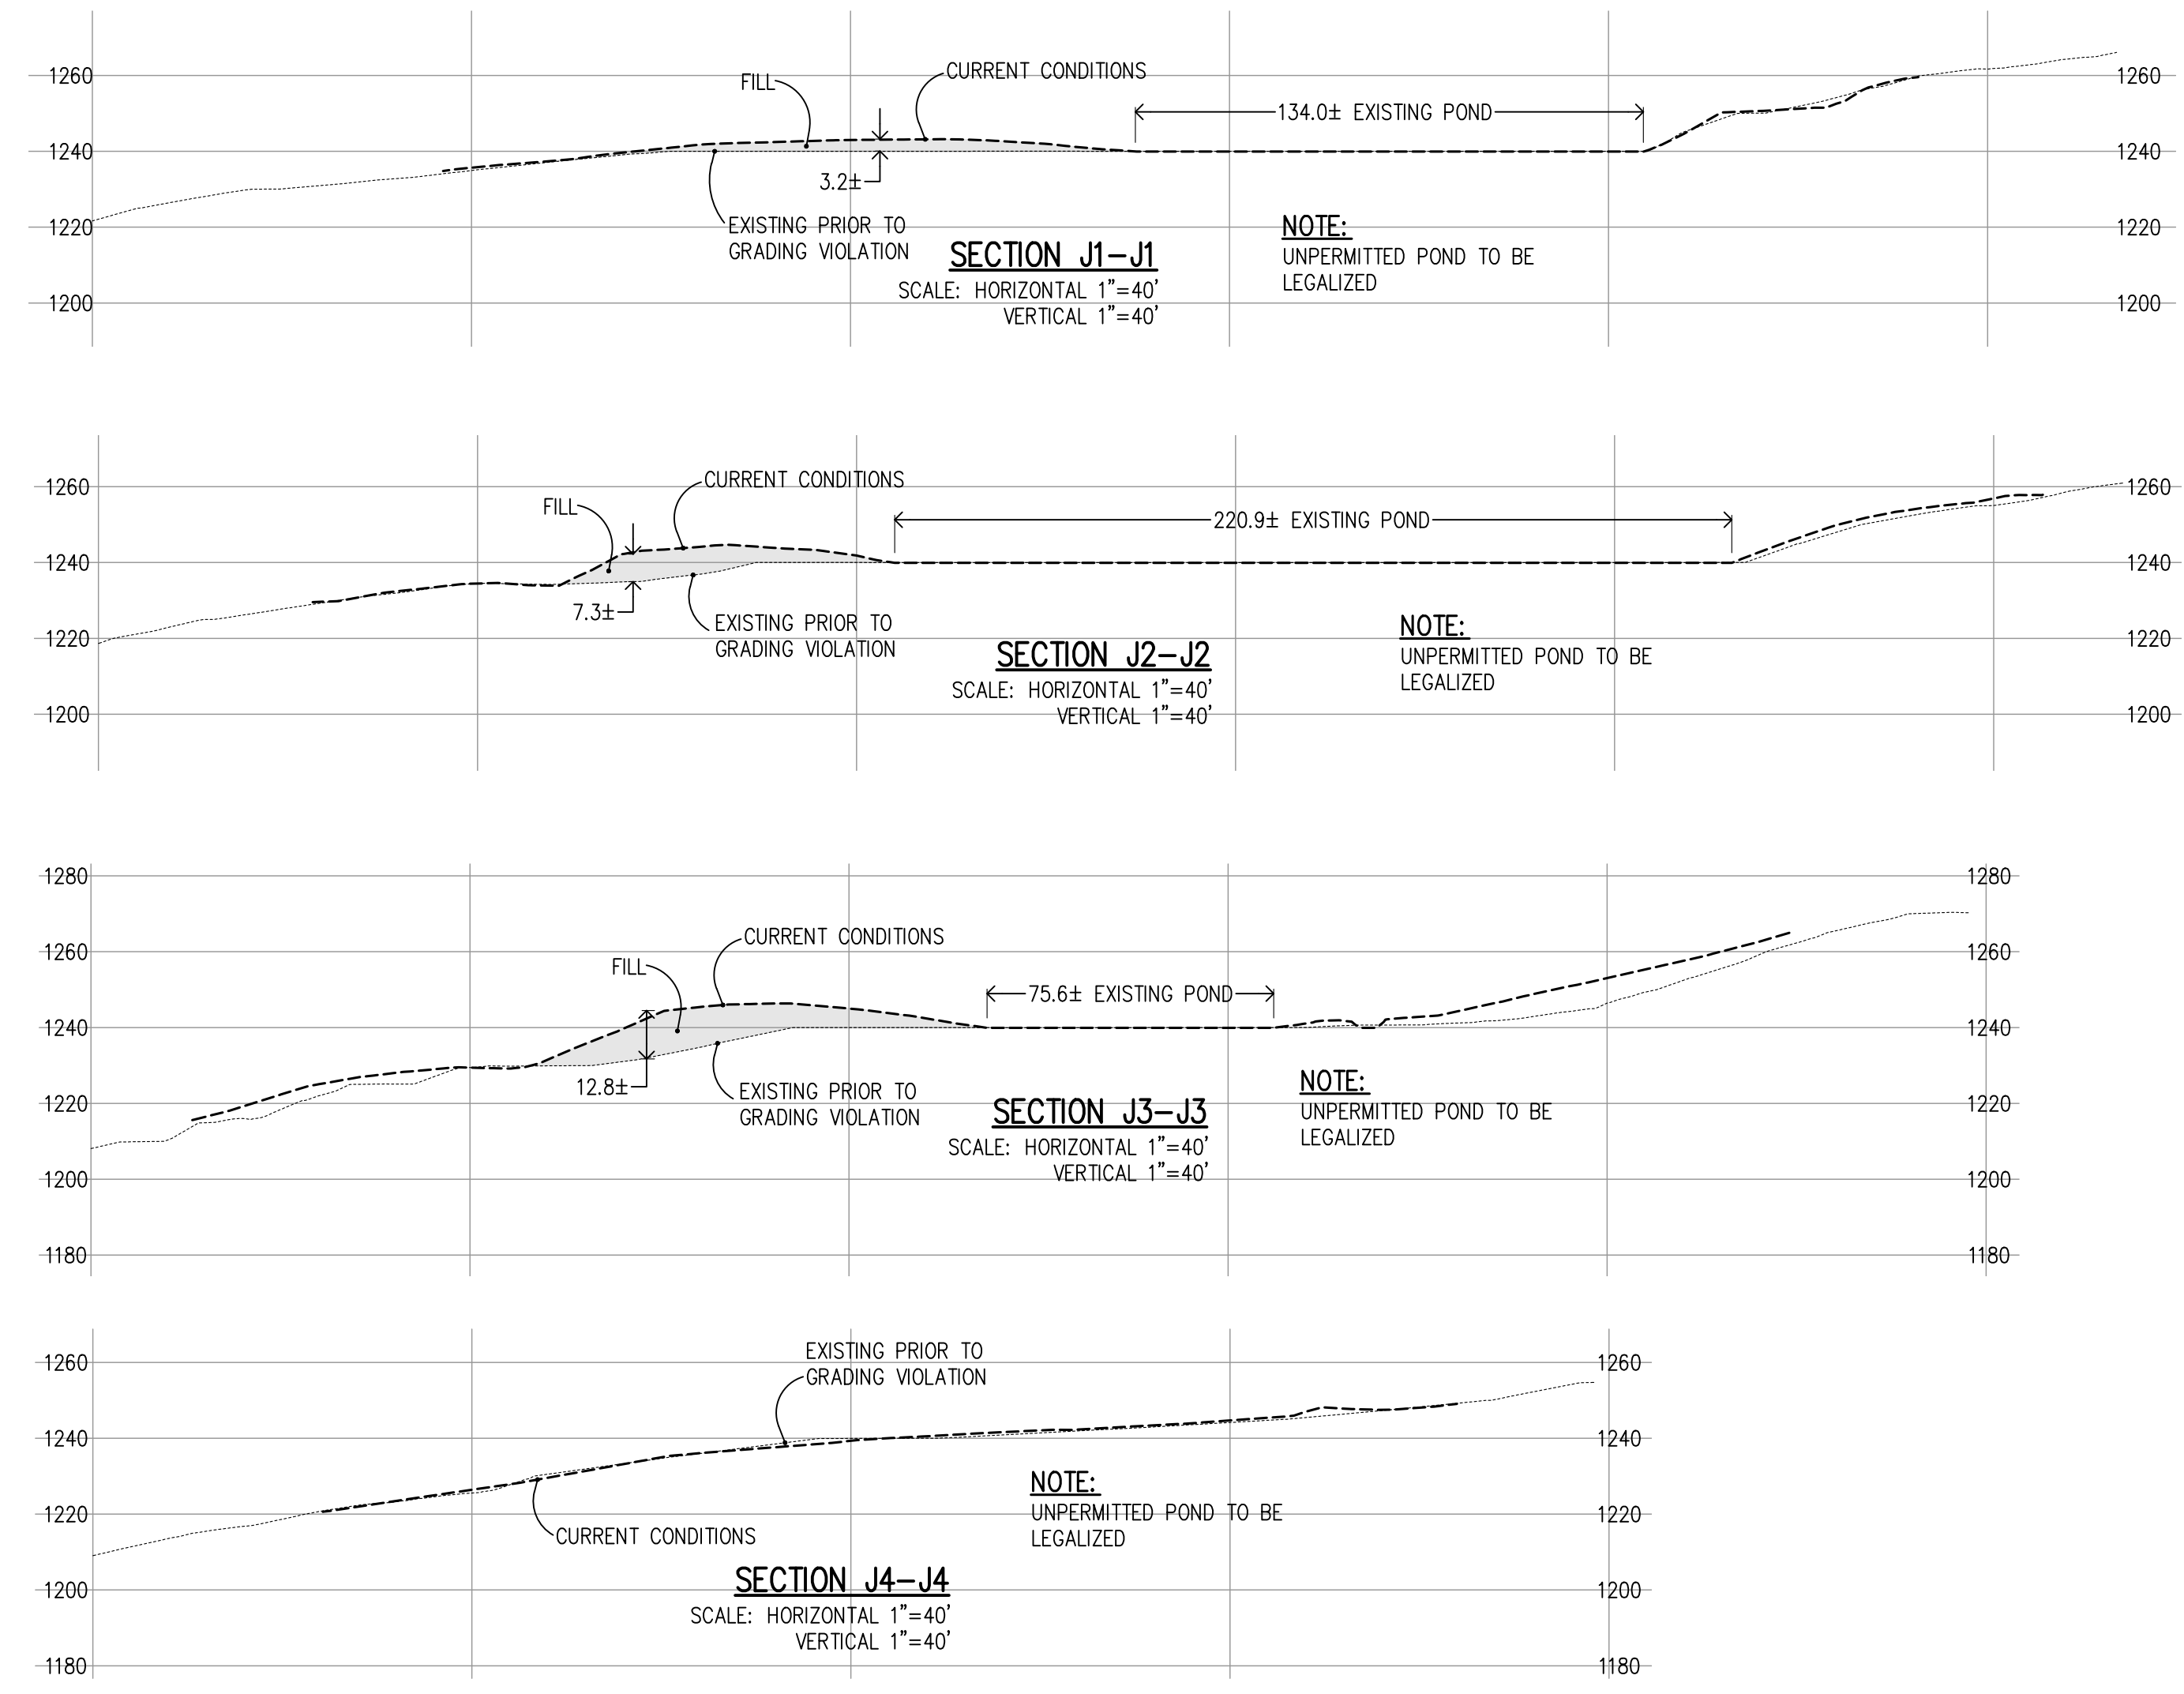 FILL
CURRENT CONDITIONS
1260
1260
134.0± EXISTING POND
1240
1240
3.2±
EXISTING PRIOR TO
GRADING VIOLATION
1220
1220
SECTION J1-J1
SCALE: HORIZONTAL 1"=40'
VERTICAL 1"=40'
NOTE:
UNPERMITTED POND TO BE
LEGALIZED
1200
1200
CURRENT CONDITIONS
1260
1260
FILL
220.9± EXISTING POND
1240
1240
7.3±
EXISTING PRIOR TO
GRADING VIOLATION
1220
1220
SECTION J2-J2
SCALE: HORIZONTAL 1"=40'
VERTICAL 1"=40'
NOTE:
UNPERMITTED POND TO BE
LEGALIZED
1200
1200
1280
1280
CURRENT CONDITIONS
1260
1260
FILL
75.6± EXISTING POND
1240
1240
12.8±
EXISTING PRIOR TO
GRADING VIOLATION
1220
1220
SECTION J3-J3
SCALE: HORIZONTAL 1"=40'
VERTICAL 1"=40'
NOTE:
UNPERMITTED POND TO BE
LEGALIZED
1200
1200
1180
1180
EXISTING PRIOR TO
GRADING VIOLATION
1260
1260
1240
1240
NOTE:
UNPERMITTED POND TO BE
LEGALIZED
1220
1220
CURRENT CONDITIONS
SECTION J4-J4
SCALE: HORIZONTAL 1"=40'
VERTICAL 1"=40'
1200
1200
1180
1180